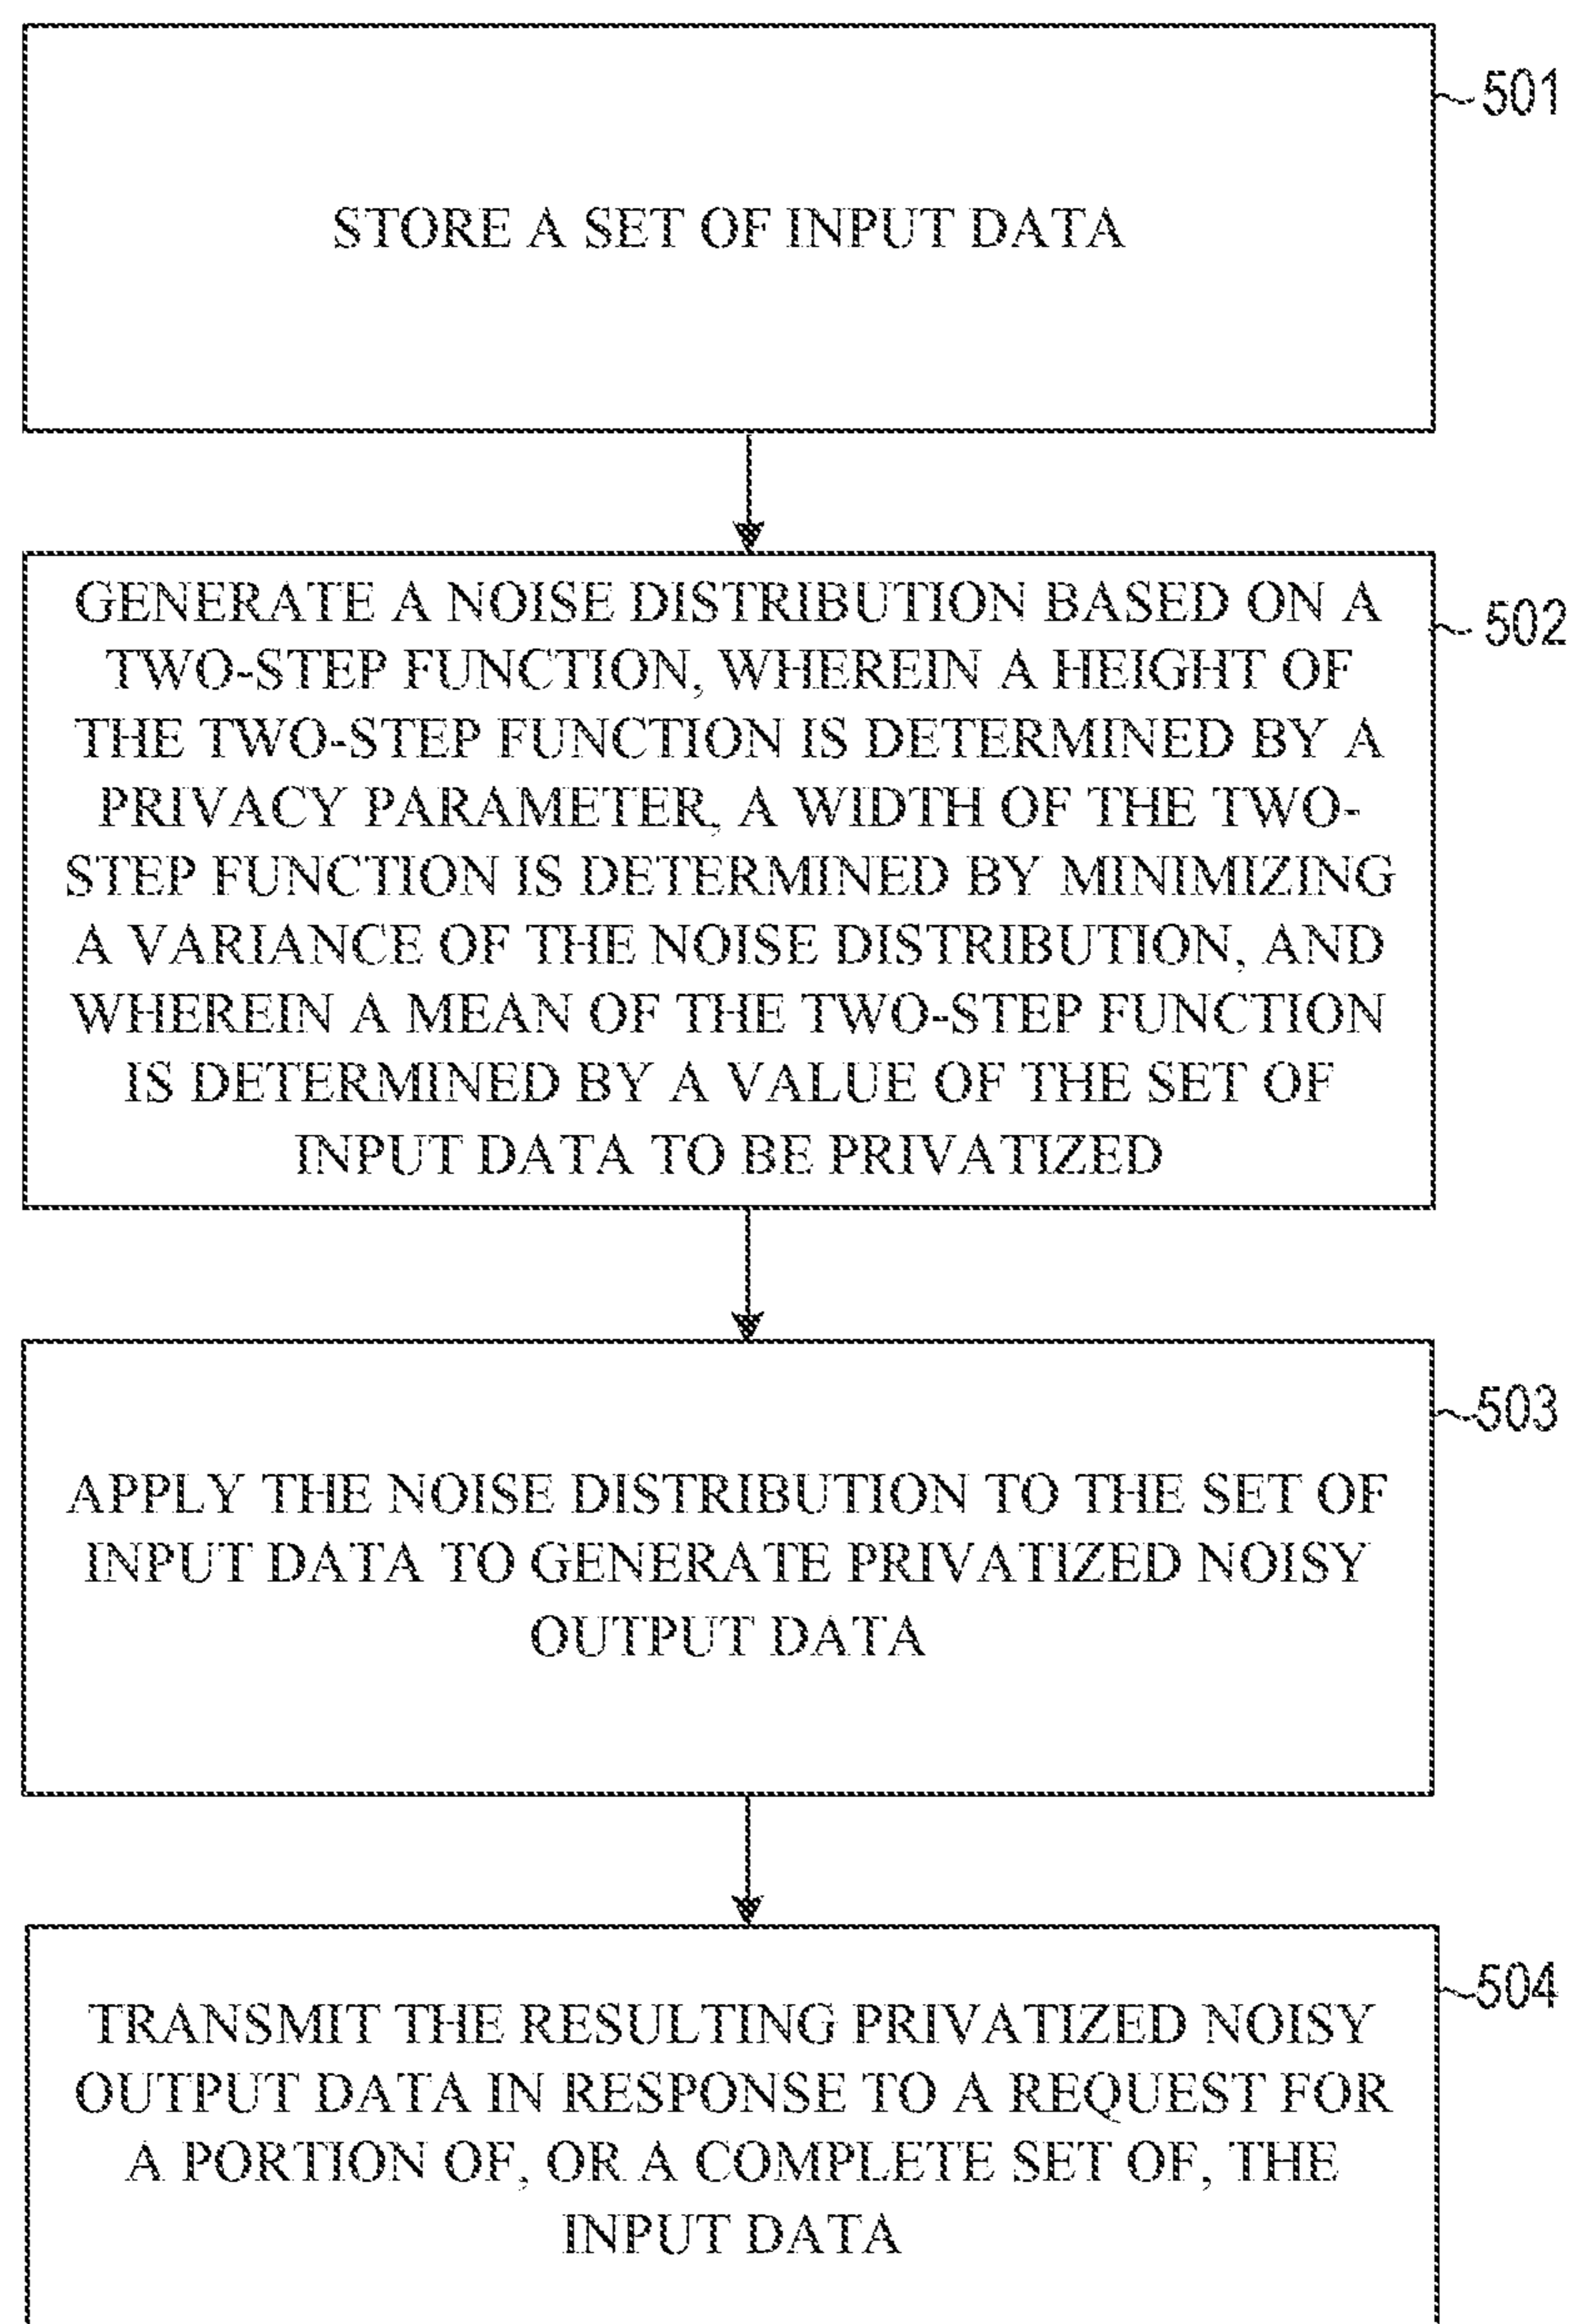 501
STORE A SET OF INPUT DATA
GENERATE A NOISE DISTRIBUTION BASED ON A
502
TWO-STEP FUNCTION, WHEREIN A HEIGHT OF
THE TWO-STEP FUNCTION IS DETERMINED BY A
PRIVACY PARAMETER, A WIDTH OF THE TWO-
STEP FUNCTION IS DETERMINED BY MINIMIZING
A VARIANCE OF THE NOISE DISTRIBUTION, AND
WHEREIN A MEAN OF THE TWO-STEP FUNCTION
IS DETERMINED BY A VALUE OF THE SET OF
INPUT DATA TO BE PRIVATIZED
503
APPLY THE NOISE DISTRIBUTION TO THE SET OF
INPUT DATA TO GENERATE PRIVATIZED NOISY
OUTPUT DATA
504
TRANSMIT THE RESULTING PRIVATIZED NOISY
OUTPUT DATA IN RESPONSE TO A REQUEST FOR
A PORTION OF, OR A COMPLETE SET OF, THE
INPUT DATA